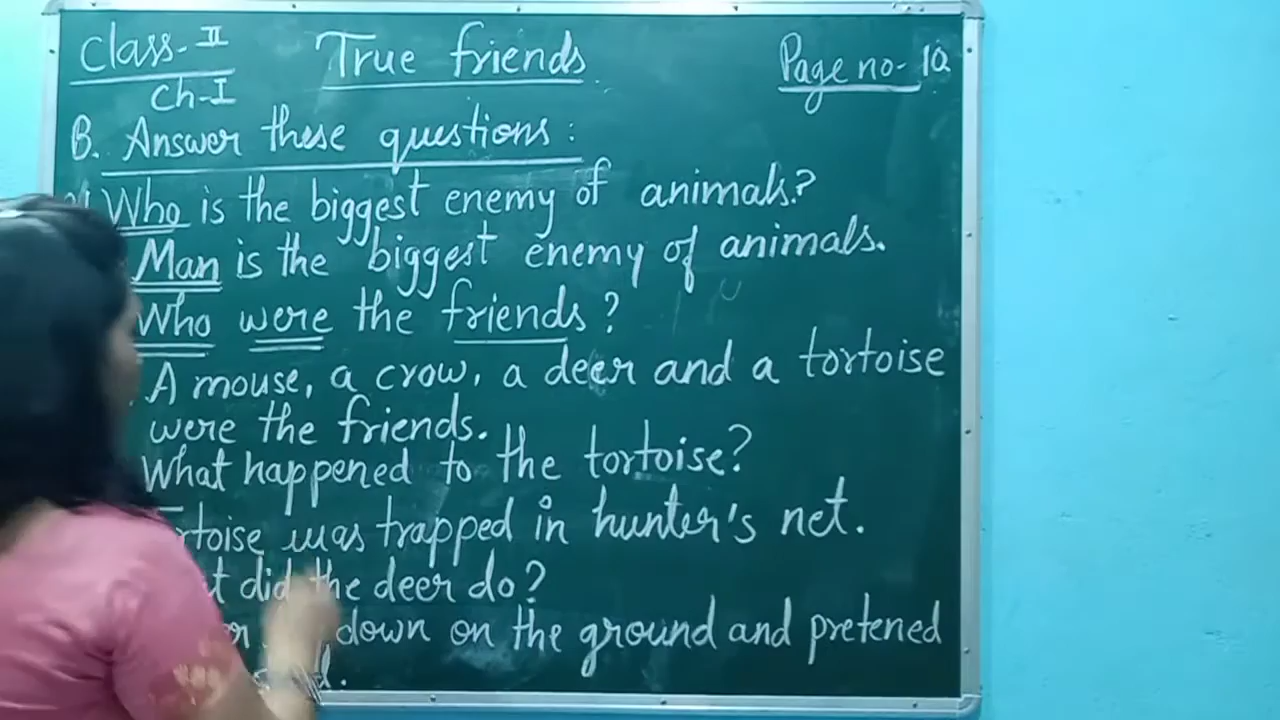 Class-II True friends Page no- 10
Ch-I
B. Answer these questions:
Who is the biggest enemy of animals?
Man is the biggest enemy of animals.
Who were the friends?
A mouse, a crow, a deer and a tortoise
were the friends.
What happened to the tortoise?
was trapped in hunter's net.
did the deer do?
down on the ground and pretened